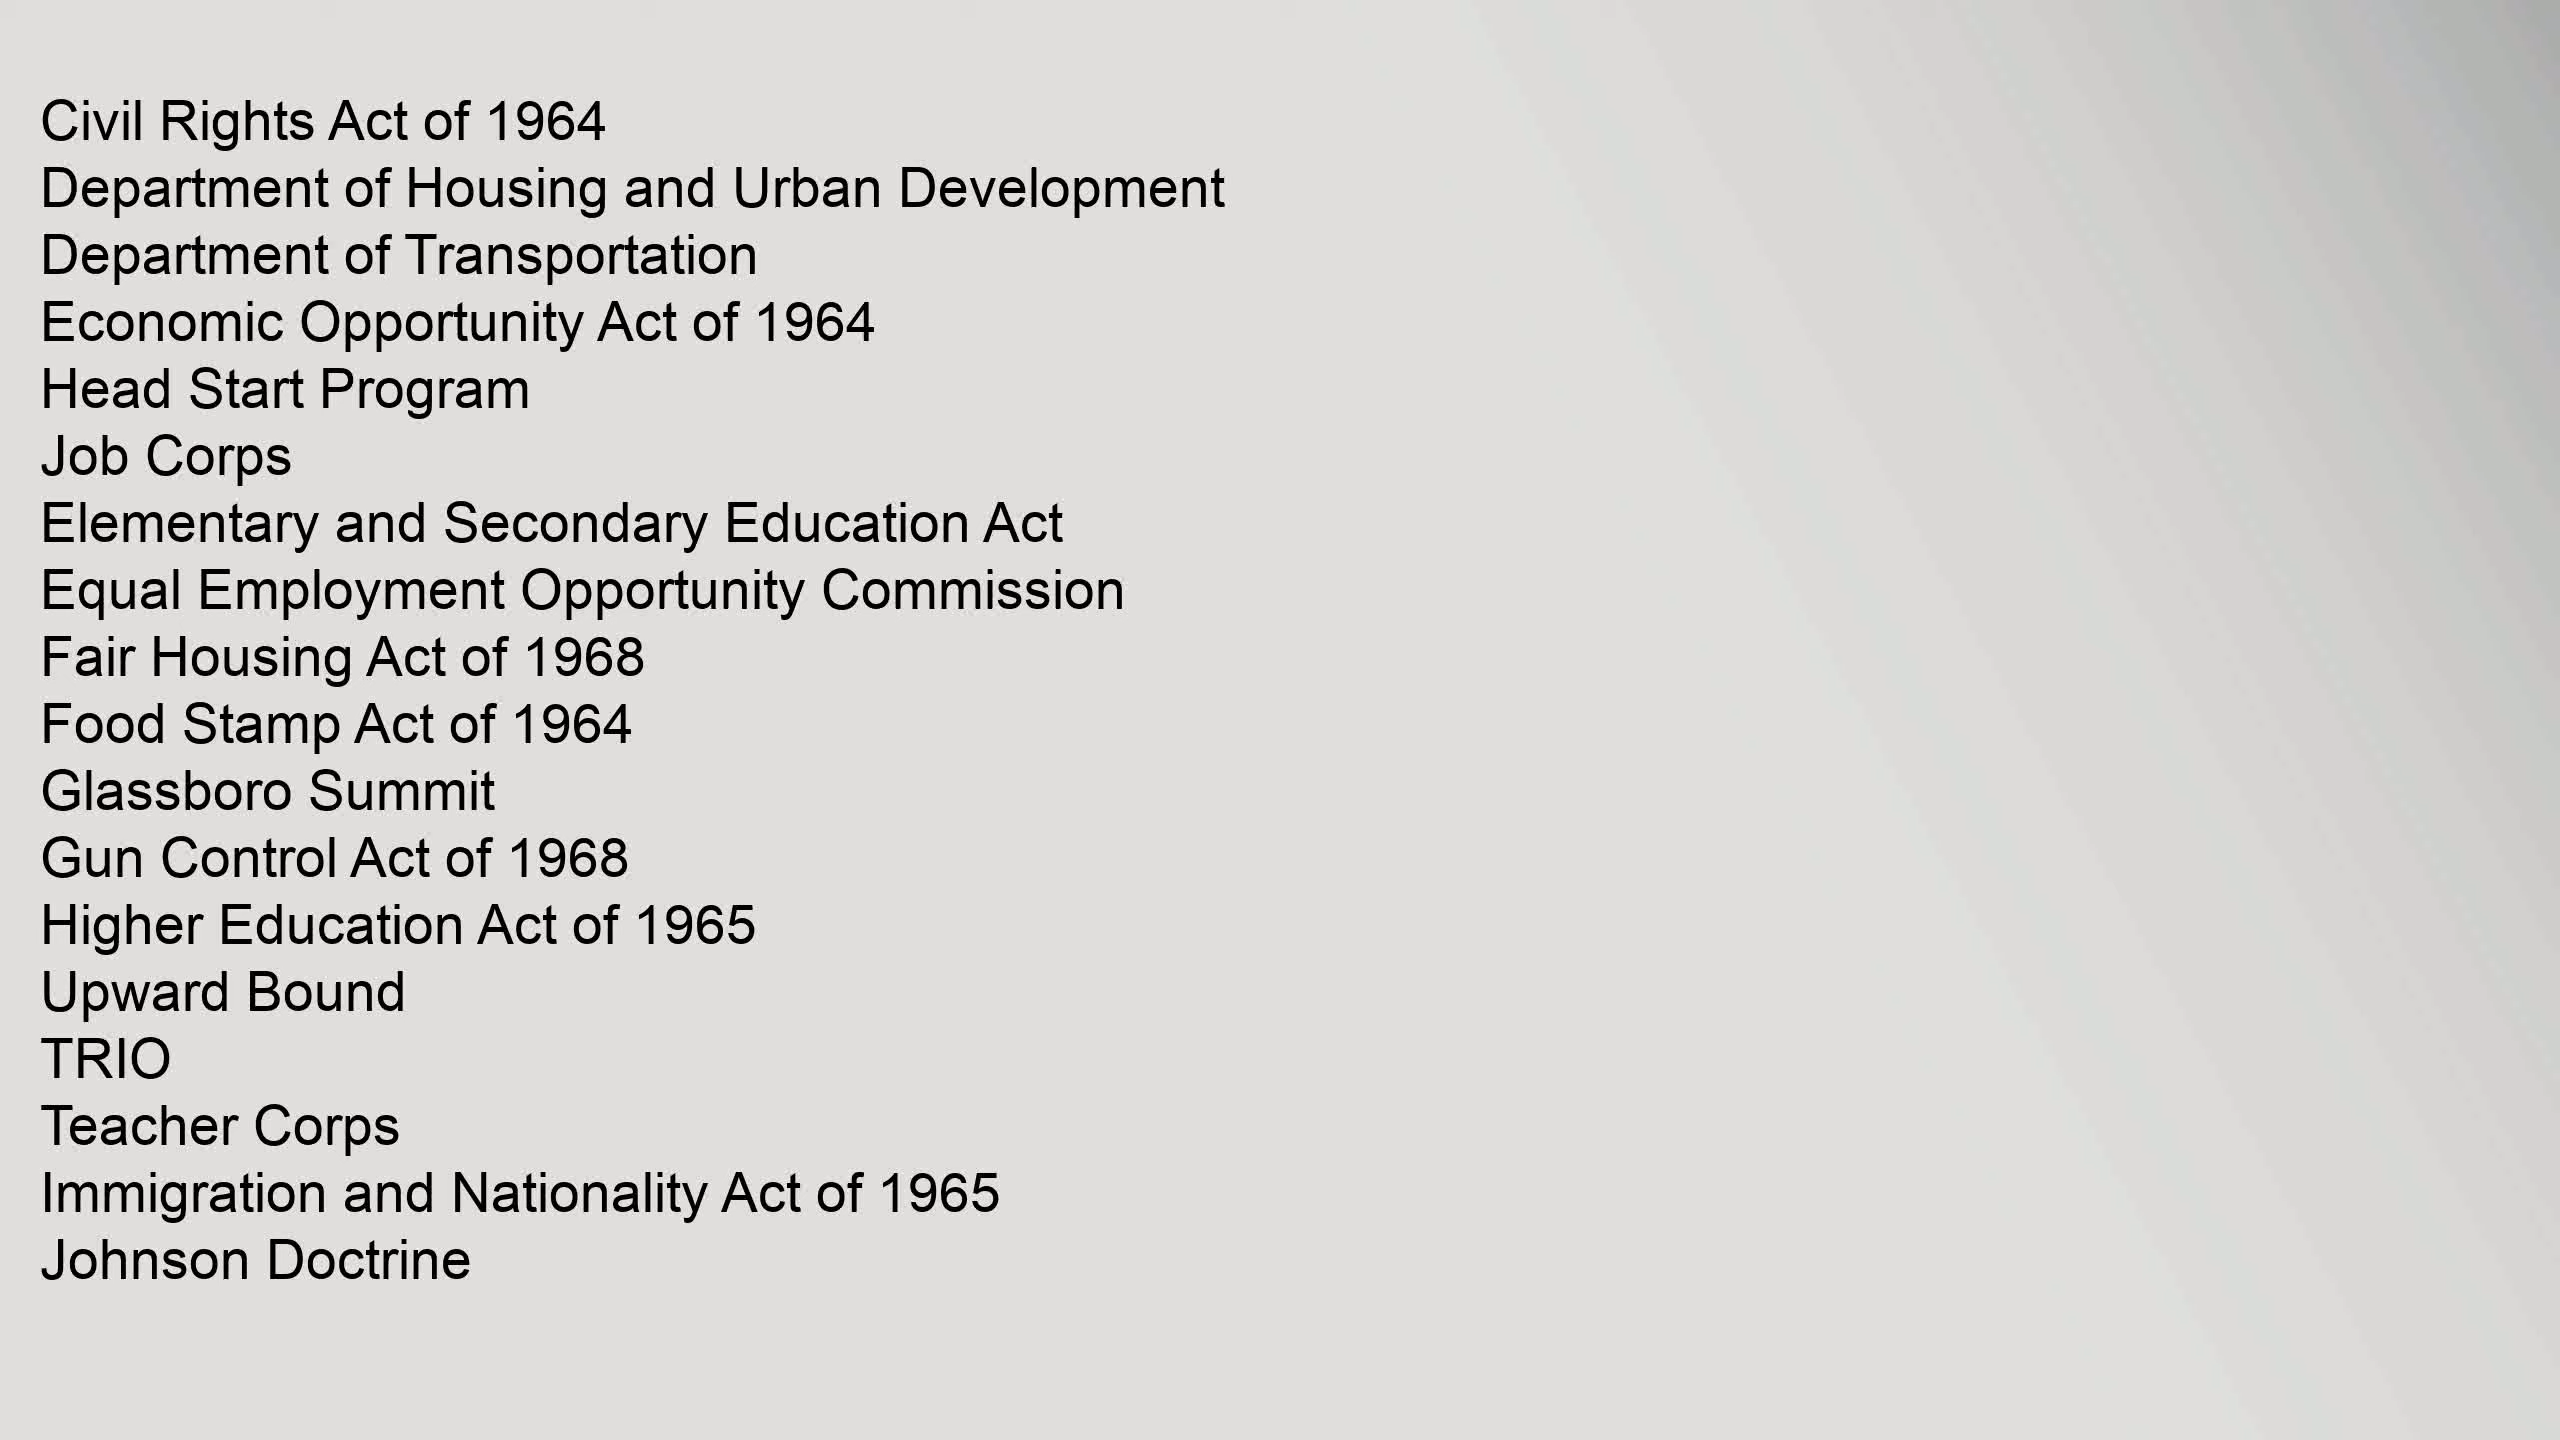 Civil Rights Act of 1964
Department of Housing and Urban Development
Department of Transportation
Economic Opportunity Act of 1964
Head Start Program
Job Corps
Elementary and Secondary Education Act
Equal Employment Opportunity Commission
Fair Housing Act of 1968
Food Stamp Act of 1964
Glassboro Summit
Gun Control Act of 1968
Higher Education Act of 1965
Upward Bound
TRIO
Teacher Corps
Immigration and Nationality Act of 1965
Johnson Doctrine